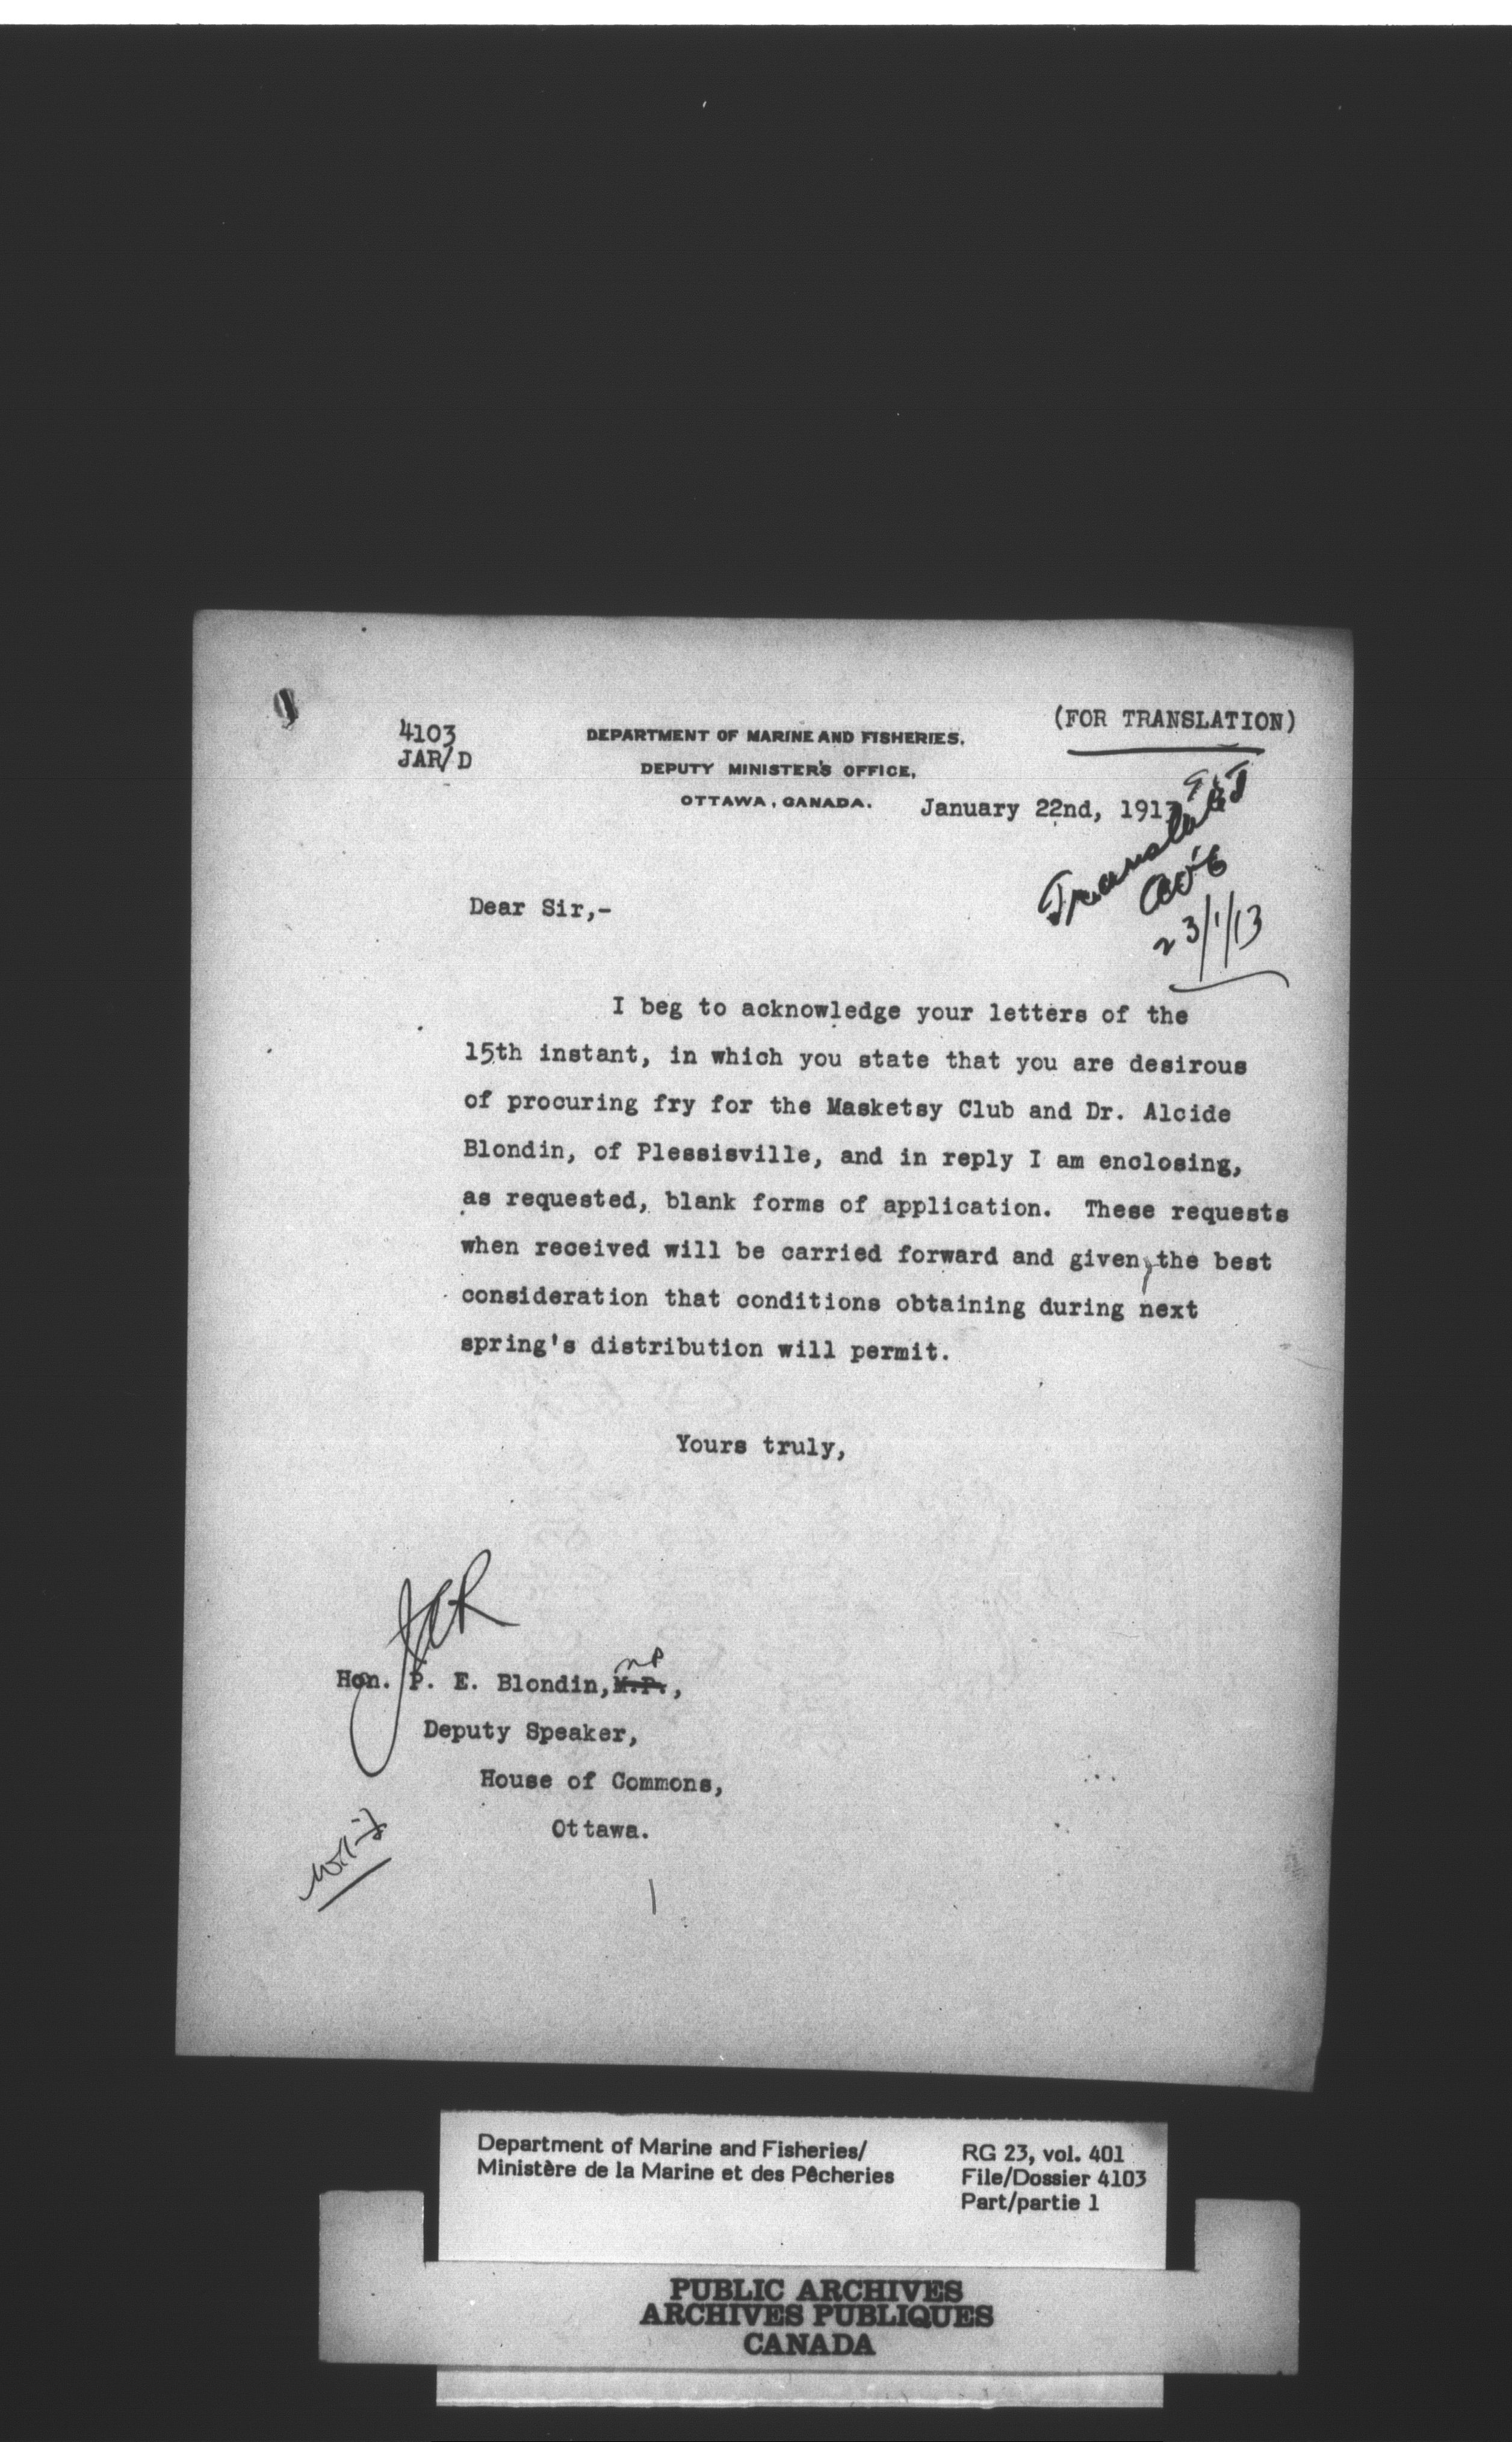 (FOR TRANSLATION)
4103
JAR/D
DEPARTMENT OF MARINE AND FISHERIES,
DEPUTY MINISTER'S OFFICE,
OTTAWA, CANADA.
January 22nd, 1913
Translated
23/1/13
Dear Sir,-
I beg to acknowledge your letters of the
15th instant, in which you state that you are desirous
of procuring fry for the Masketsy Club and Dr. Alcide
Blondin, of Plessisville, and in reply I am enclosing,
as requested, blank forms of application. These requests
when received will be carried forward and given, the best
consideration that conditions obtaining during next
spring's distribution will permit.
Yours truly,
JAR
MP
Hon. P. E. Blondin, M.P.,
Deputy Speaker,
House of Commons,
Ottawa.
Department of Marine and Fisheries/
Ministère de la Marine et des Pêcheries
RG 23, vol. 401
File/Dossier 4103
Part/partie 1
PUBLIC ARCHIVES
ARCHIVES PUBLIQUES
CANADA